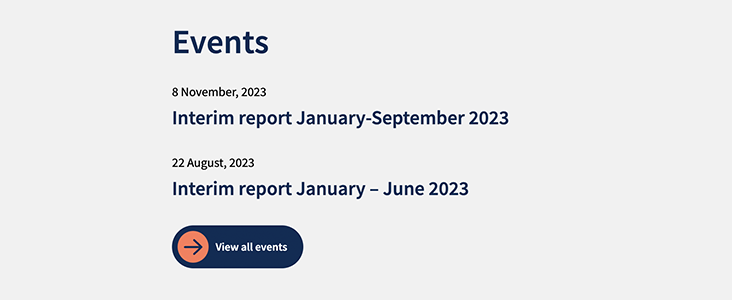 Events
8 November, 2023
Interim report January-September 2023
22 August, 2023
Interim report January – June 2023
View all events